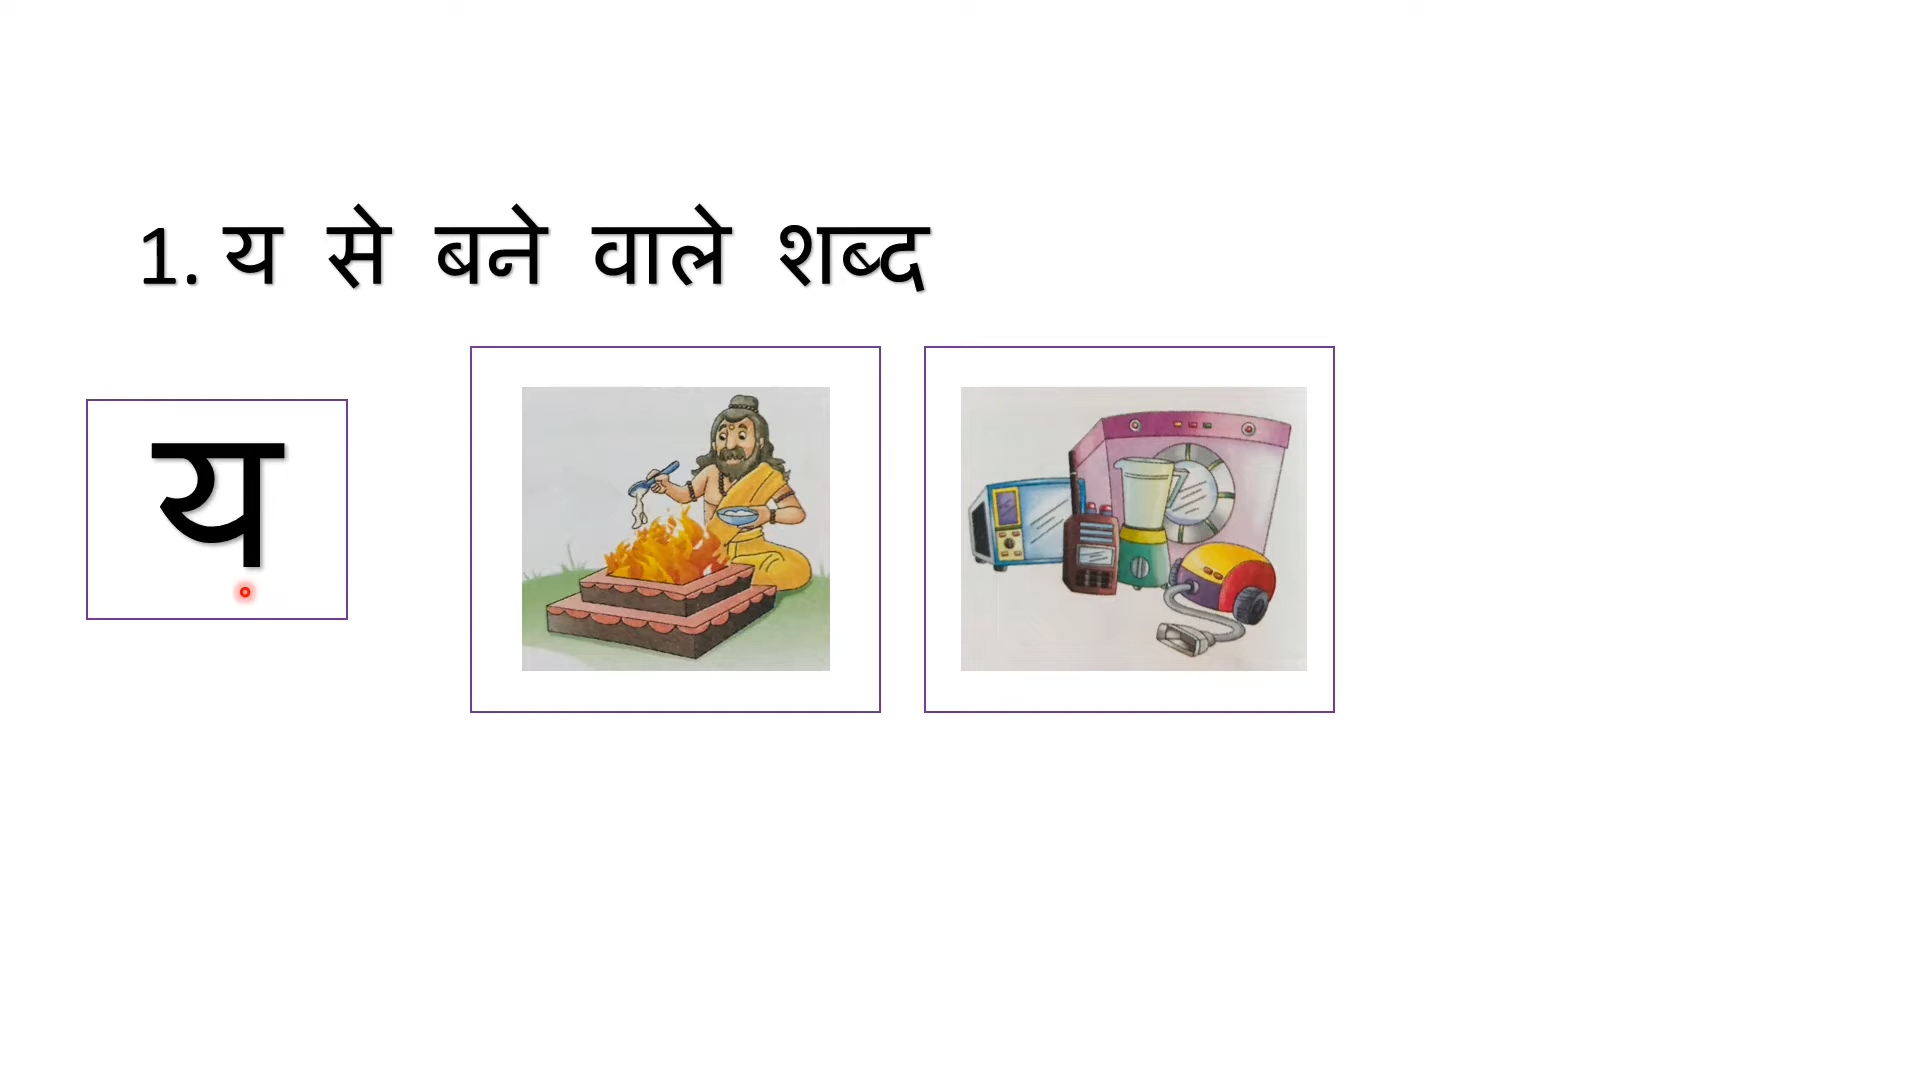 1. य से बने वाले शब्द
य